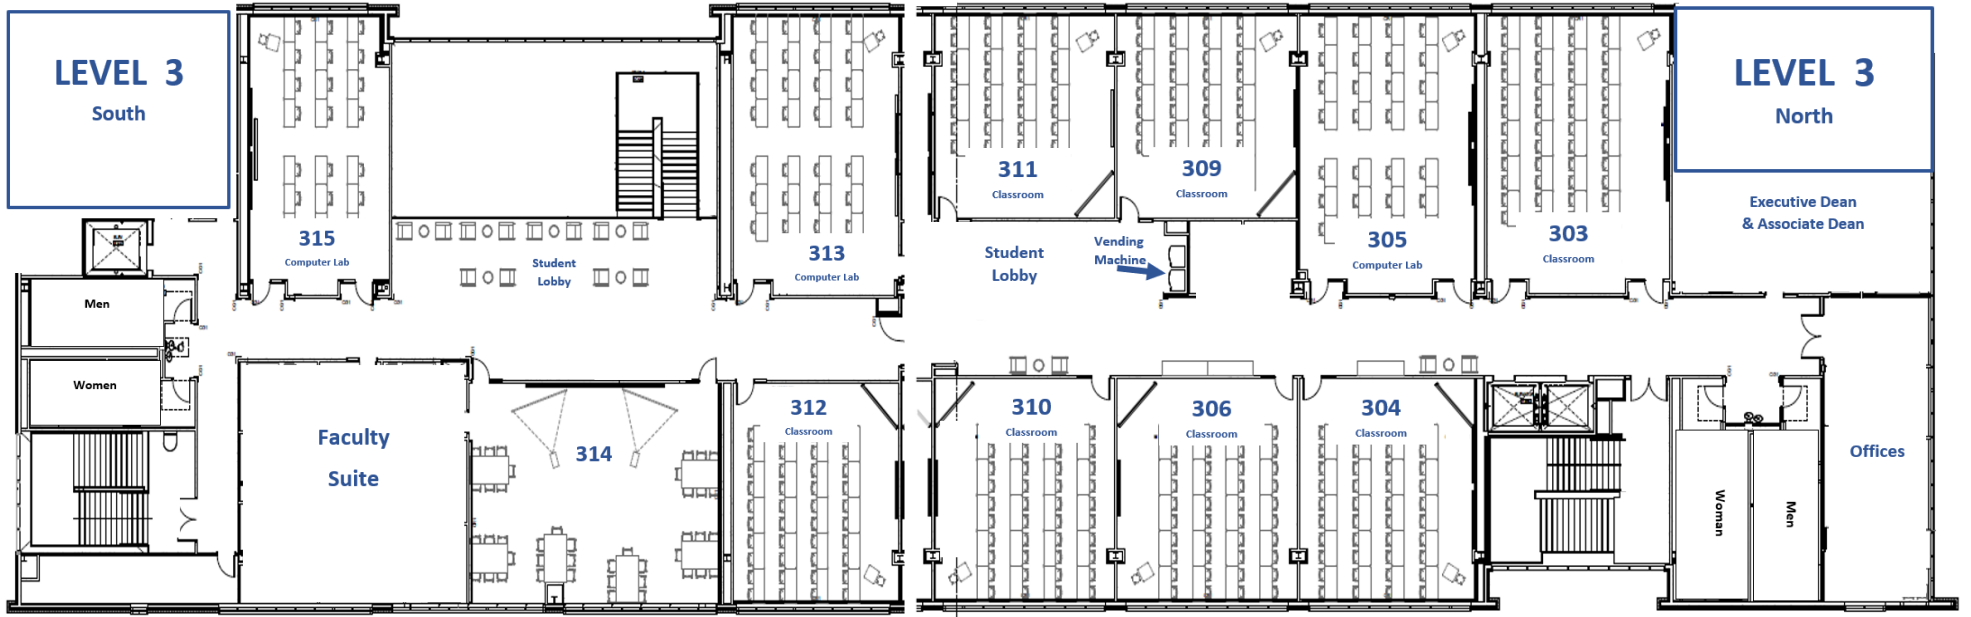 LEVEL 3
South
LEVEL 3
North
315
Computer Lab
Student
Lobby
313
Computer Lab
311
Classroom
309
Classroom
Student
Lobby
Vending
Machine
305
Computer Lab
303
Classroom
Executive Dean
& Associate Dean
Men
Women
Faculty
Suite
314
312
Classroom
310
Classroom
306
Classroom
304
Classroom
Woman
Men
Offices